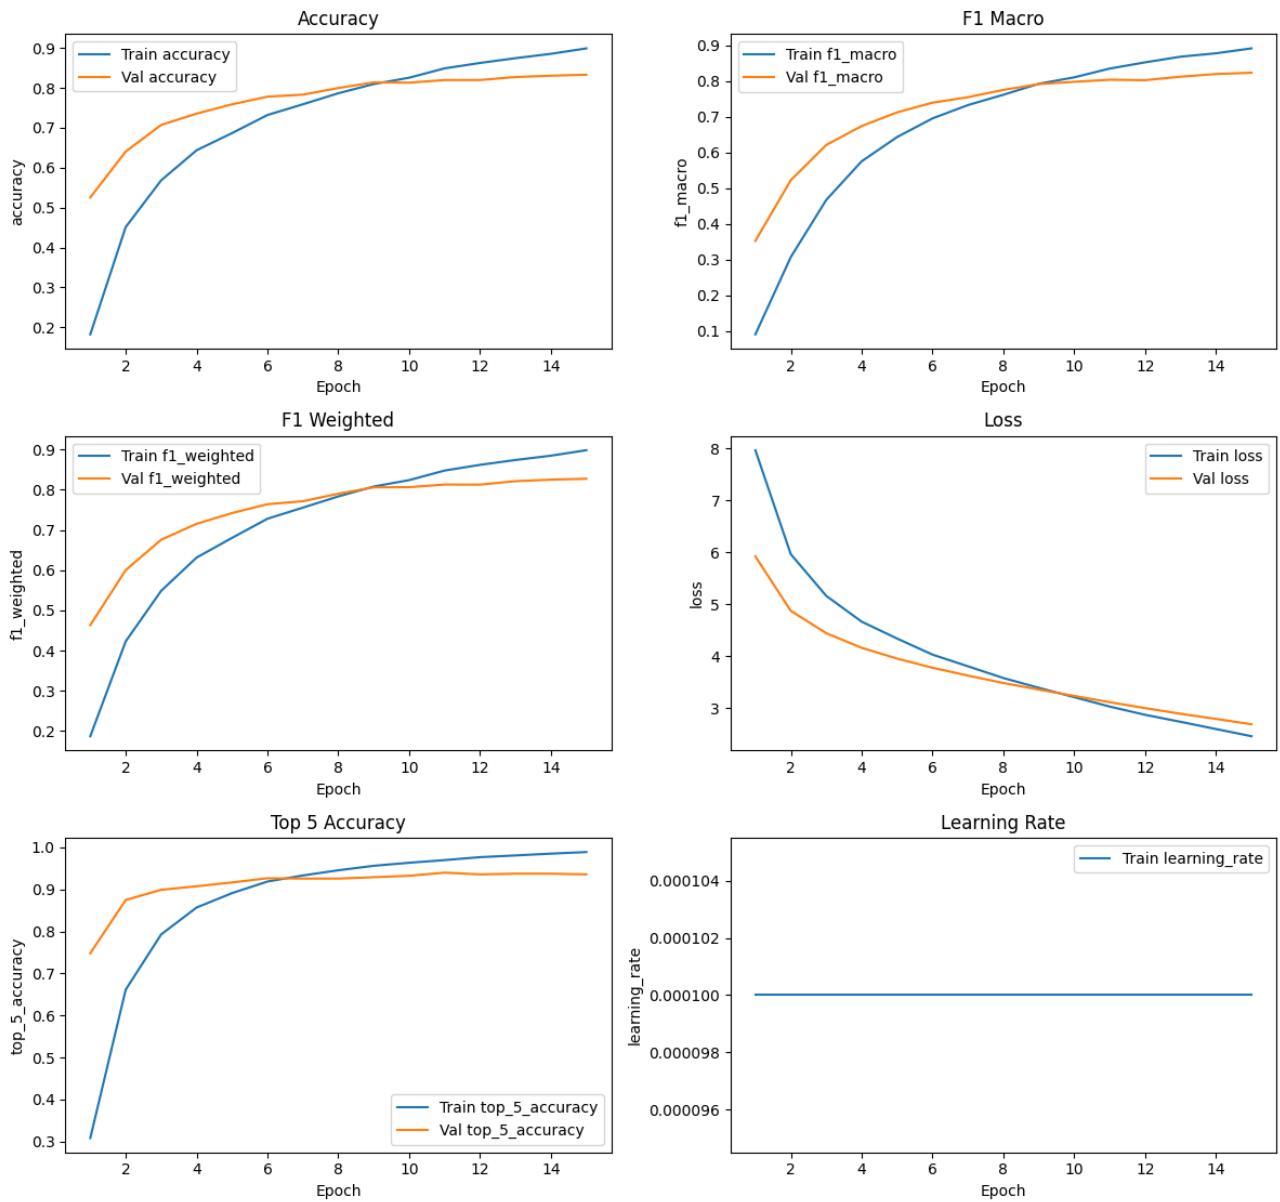 Accuracy
Train accuracy
Val accuracy
0.9
0.8
0.7
0.6
0.5
0.4
0.3
0.2
accuracy
2 4 6 8 10 12 14
Epoch
F1 Macro
Train f1_macro
Val f1_macro
0.9
0.8
0.7
0.6
0.5
0.4
0.3
0.2
0.1
f1_macro
2 4 6 8 10 12 14
Epoch
F1 Weighted
Train f1_weighted
Val f1_weighted
0.9
0.8
0.7
0.6
0.5
0.4
0.3
0.2
f1_weighted
2 4 6 8 10 12 14
Epoch
Loss
Train loss
Val loss
8
7
6
5
4
3
loss
2 4 6 8 10 12 14
Epoch
Top 5 Accuracy
1.0
0.9
0.8
0.7
0.6
0.5
0.4
0.3
top_5_accuracy
Train top_5_accuracy
Val top_5_accuracy
2 4 6 8 10 12 14
Epoch
Learning Rate
Train learning_rate
0.000104
0.000102
0.000100
0.000098
0.000096
learning_rate
2 4 6 8 10 12 14
Epoch